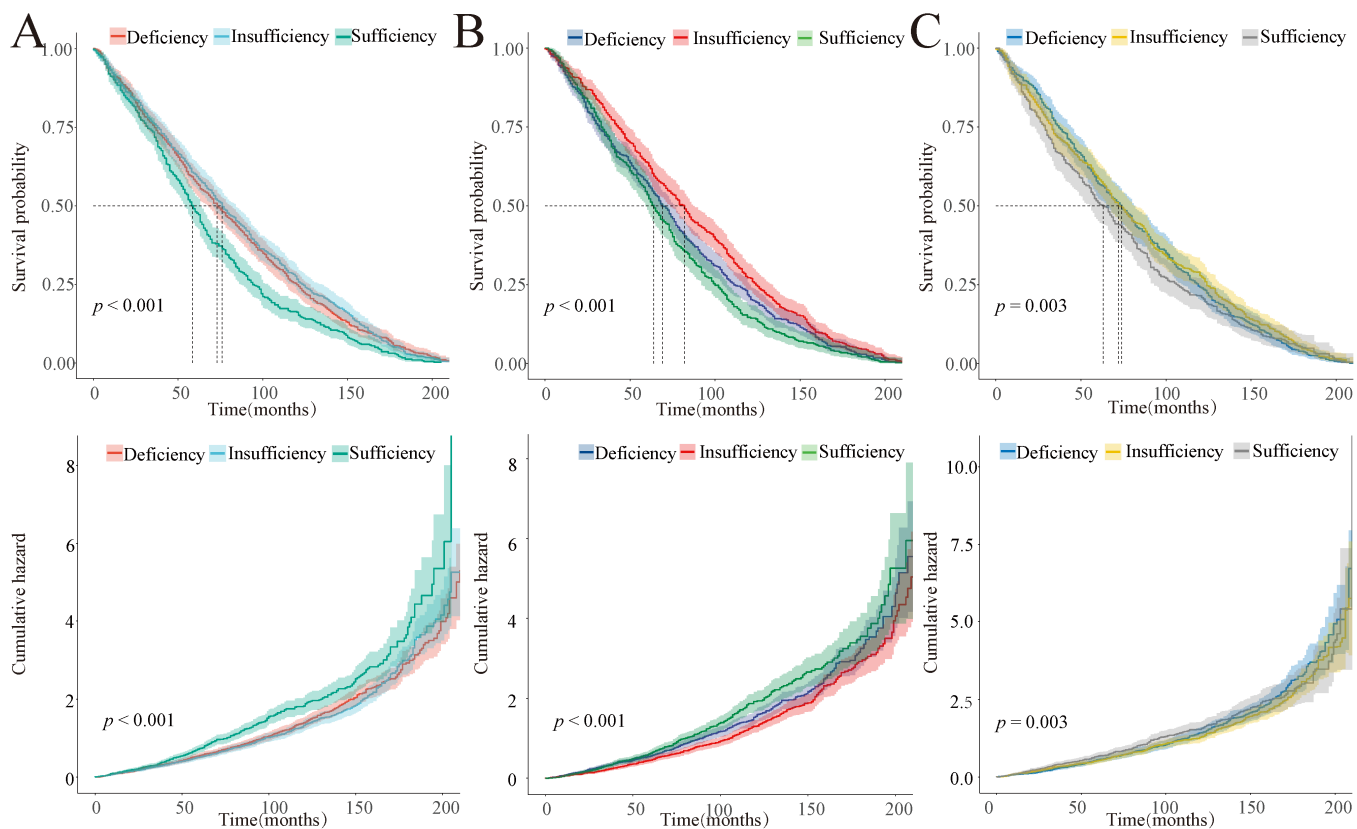 A
Deficiency Insufficiency Sufficiency
1.00
0.75
0.50
0.25
0.00
Survival probability
p < 0.001
0 50 100 150 200
Time(months)
B
Deficiency Insufficiency Sufficiency
1.00
0.75
0.50
0.25
0.00
Survival probability
p < 0.001
0 50 100 150 200
Time(months)
C
Deficiency Insufficiency Sufficiency
1.00
0.75
0.50
0.25
0.00
Survival probability
p = 0.003
0 50 100 150 200
Time(months)
Deficiency Insufficiency Sufficiency
8
6
4
2
0
Cumulative hazard
p < 0.001
0 50 100 150 200
Time(months)
Deficiency Insufficiency Sufficiency
8
6
4
2
0
Cumulative hazard
p < 0.001
0 50 100 150 200
Time(months)
Deficiency Insufficiency Sufficiency
10.0
7.5
5.0
2.5
0.0
Cumulative hazard
p = 0.003
0 50 100 150 200
Time(months)